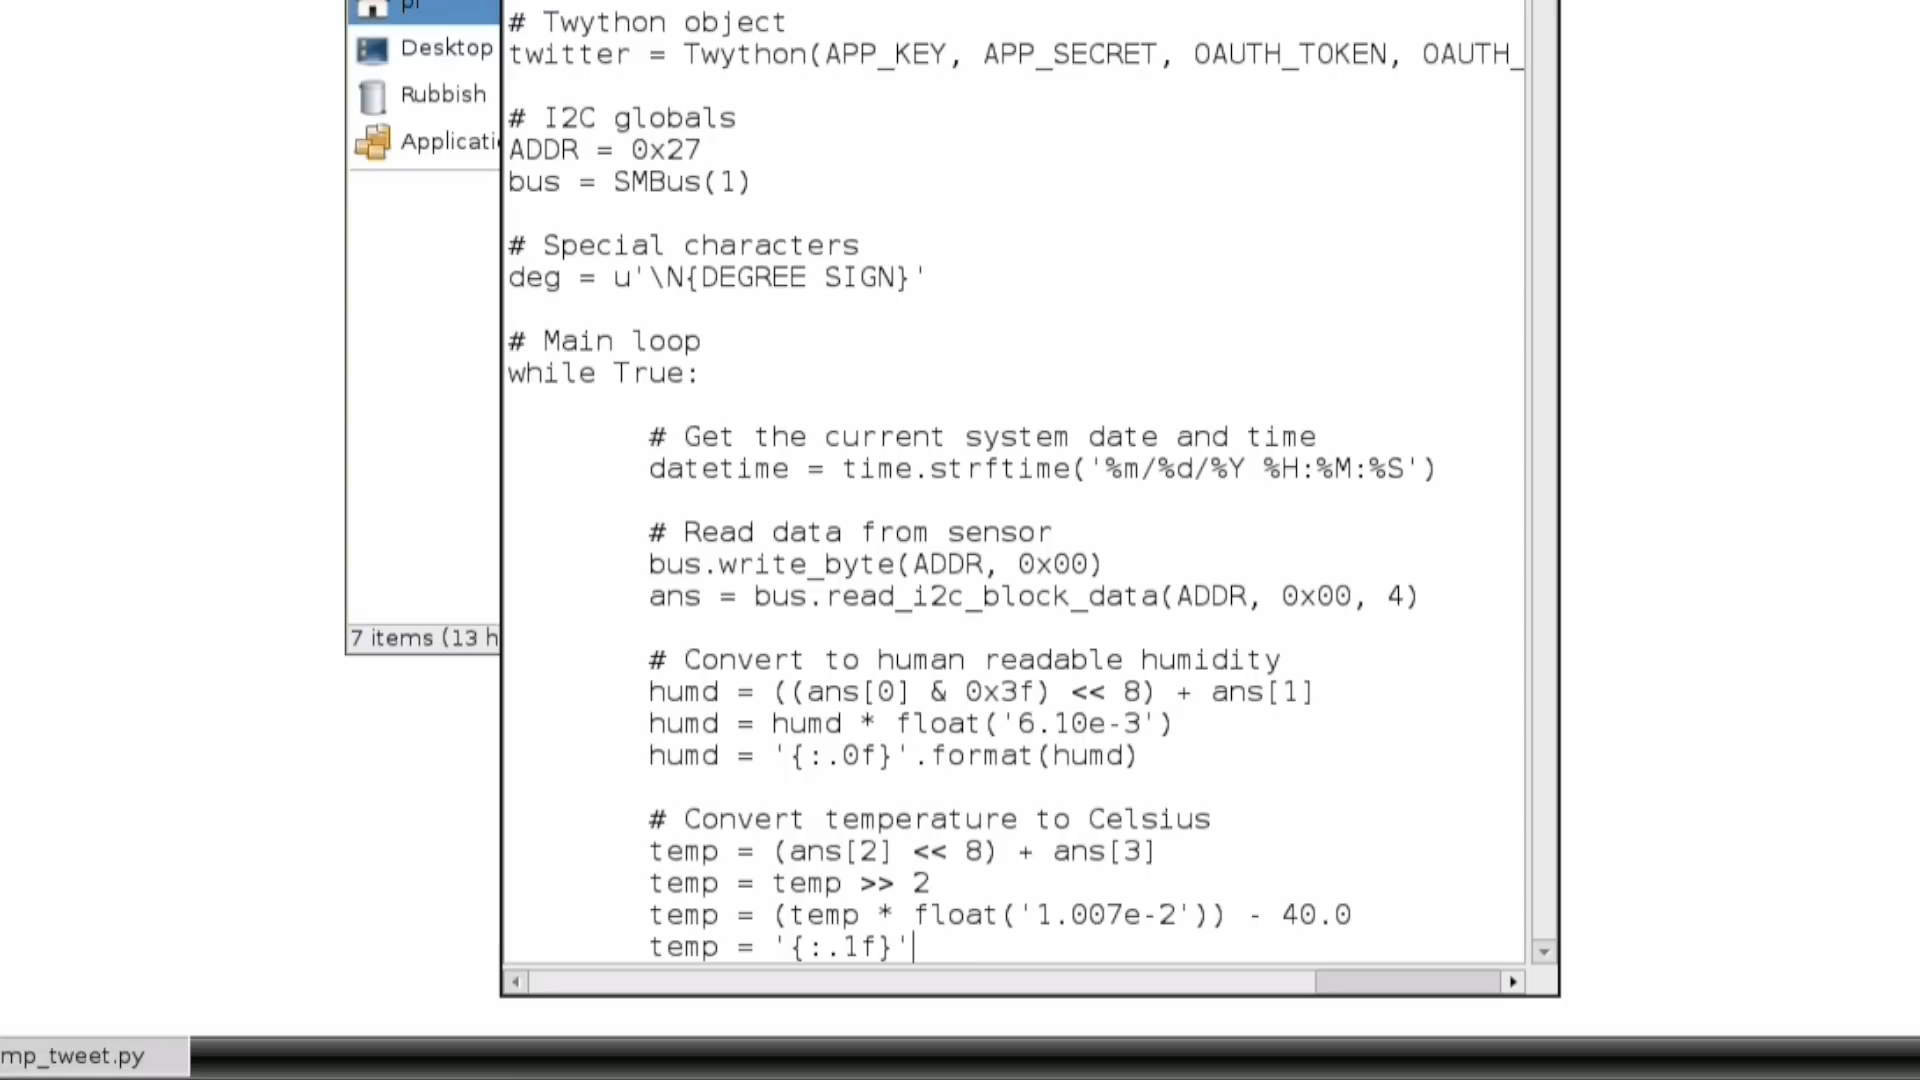 pi
Desktop
Rubbish
Applicati
7 items (13 h
# Twython object
twitter = Twython(APP_KEY, APP_SECRET, OAUTH_TOKEN, OAUTH_
# I2C globals
ADDR = 0x27
bus = SMBus(1)
# Special characters
deg = u'\N{DEGREE SIGN}'
# Main loop
while True:
# Get the current system date and time
datetime = time.strftime('%m/%d/%Y %H:%M:%S')
# Read data from sensor
bus.write_byte(ADDR, 0x00)
ans = bus.read_i2c_block_data(ADDR, 0x00, 4)
# Convert to human readable humidity
humd = ((ans[0] & 0x3f) << 8) + ans[1]
humd = humd * float('6.10e-3')
humd = '{:.0f}'.format(humd)
# Convert temperature to Celsius
temp = (ans[2] << 8) + ans[3]
temp = temp >> 2
temp = (temp * float('1.007e-2')) - 40.0
temp = '{:.1f}'
mp_tweet.py